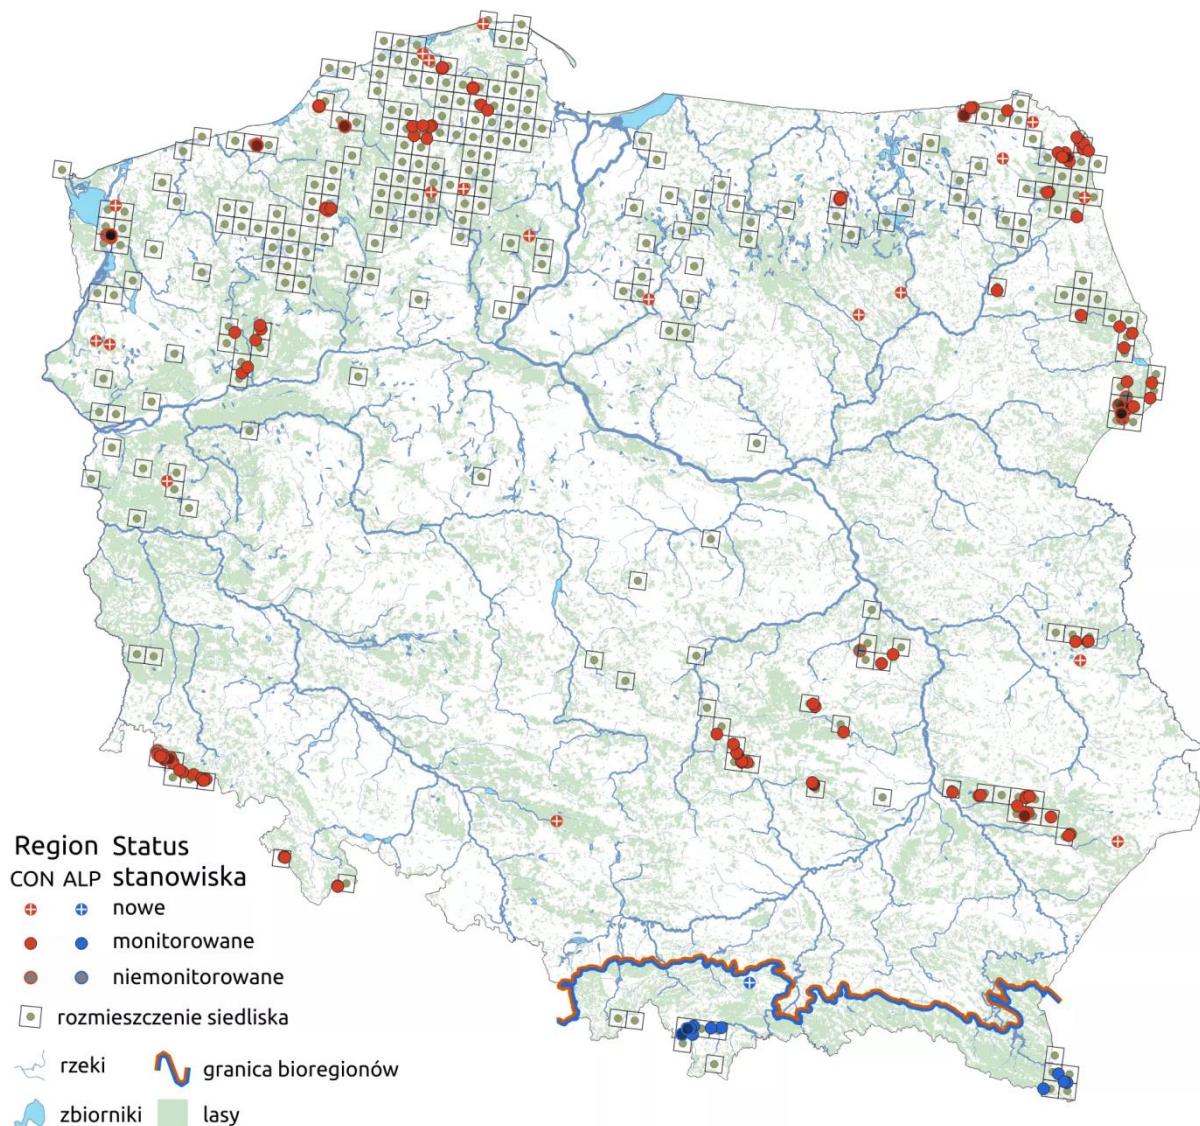 Region Status
CON ALP stanowiska
nowe
monitorowane
niemonitorowane
rozmieszczenie siedliska
rzeki granica bioregionów
zbiorniki lasy